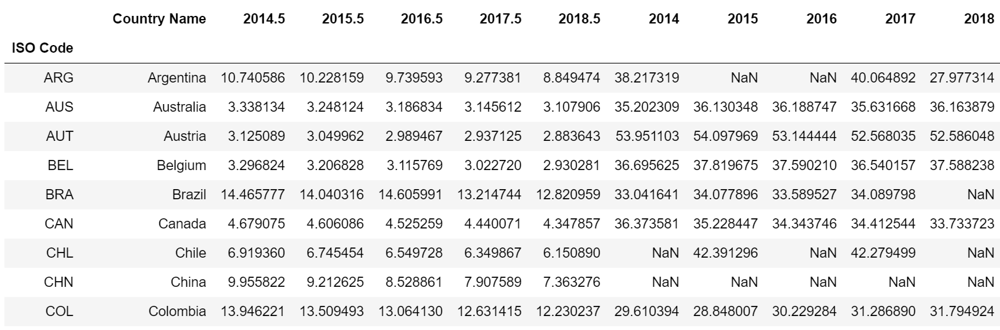 Country Name 2014.5 2015.5 2016.5 2017.5 2018.5 2014 2015 2016 2017 2018
ISO Code
ARG Argentina 10.740586 10.228159 9.739593 9.277381 8.849474 38.217319 NaN NaN 40.064892 27.977314
AUS Australia 3.338134 3.248124 3.186834 3.145612 3.107906 35.202309 36.130348 36.188747 35.631668 36.163879
AUT Austria 3.125089 3.049962 2.989467 2.937125 2.883643 53.951103 54.097969 53.144444 52.568035 52.586048
BEL Belgium 3.296824 3.206828 3.115769 3.022720 2.930281 36.695625 37.819675 37.590210 36.540157 37.588238
BRA Brazil 14.465777 14.040316 14.605991 13.214744 12.820959 33.041641 34.077896 33.589527 34.089798 NaN
CAN Canada 4.679075 4.606086 4.525259 4.440071 4.347857 36.373581 35.228447 34.343746 34.412544 33.733723
CHL Chile 6.919360 6.745454 6.549728 6.349867 6.150890 NaN 42.391296 NaN 42.279499 NaN
CHN China 9.955822 9.212625 8.528861 7.907589 7.363276 NaN NaN NaN NaN NaN
COL Colombia 13.946221 13.509493 13.064130 12.631415 12.230237 29.610394 28.848007 30.229284 31.286890 31.794924